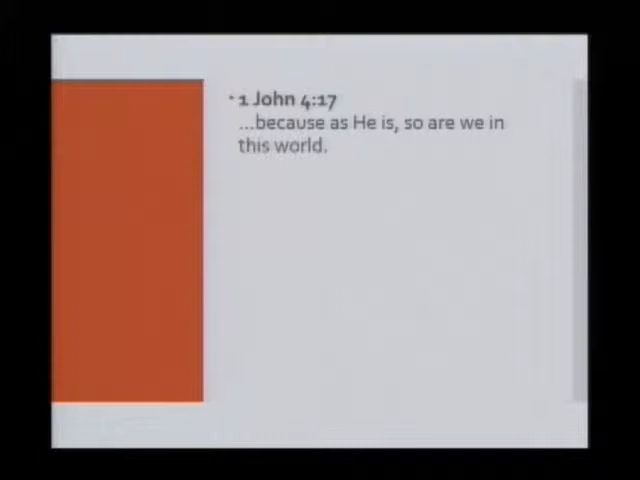 • 1 John 4:17
...because as He is, so are we in
this world.